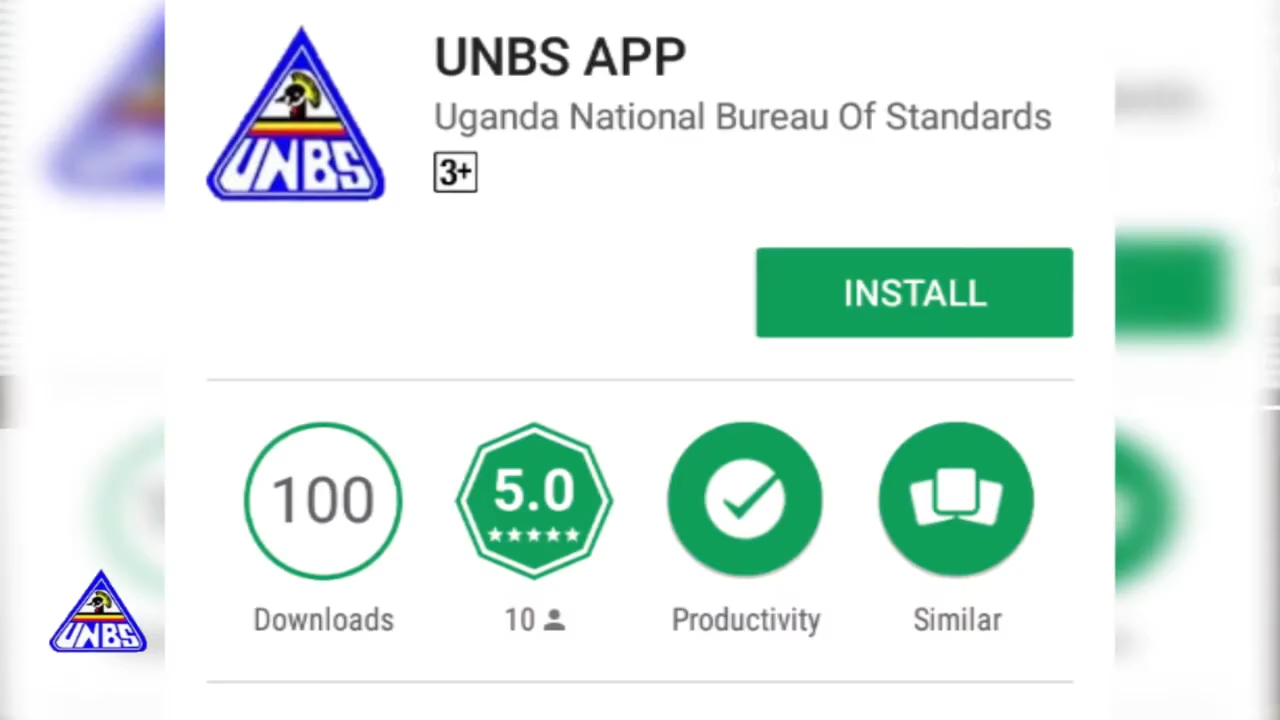 UNBS APP
Uganda National Bureau Of Standards
3+
UNBS
INSTALL
100
5.0
Downloads
10
Productivity
Similar
UNBS